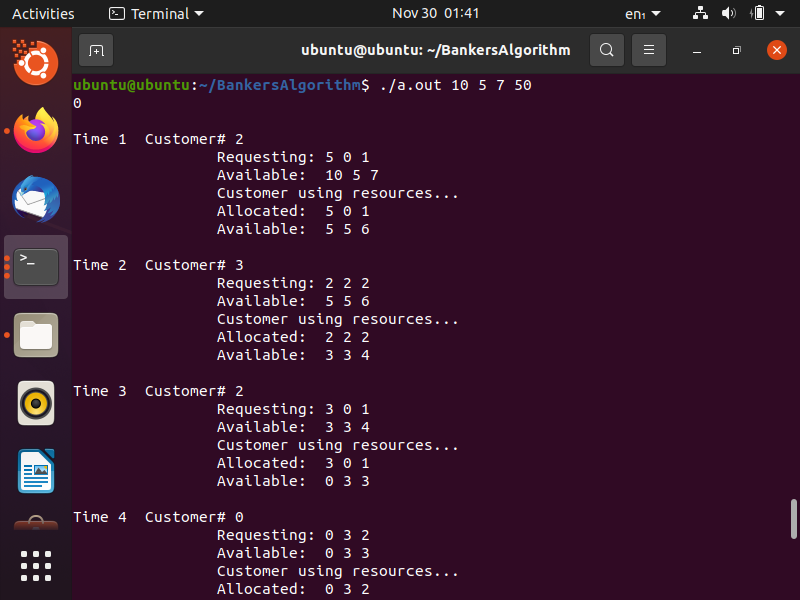 Activities Terminal Nov 30 01:41 en₁
ubuntu@ubuntu: ~/BankersAlgorithm
ubuntu@ubuntu:~/BankersAlgorithm$ ./a.out 10 5 7 50
0
Time 1  Customer# 2
Requesting: 5 0 1
Available:  10 5 7
Customer using resources...
Allocated:  5 0 1
Available:  5 5 6
Time 2  Customer# 3
Requesting: 2 2 2
Available:  5 5 6
Customer using resources...
Allocated:  2 2 2
Available:  3 3 4
Time 3  Customer# 2
Requesting: 3 0 1
Available:  3 3 4
Customer using resources...
Allocated:  3 0 1
Available:  0 3 3
Time 4  Customer# 0
Requesting: 0 3 2
Available:  0 3 3
Customer using resources...
Allocated:  0 3 2